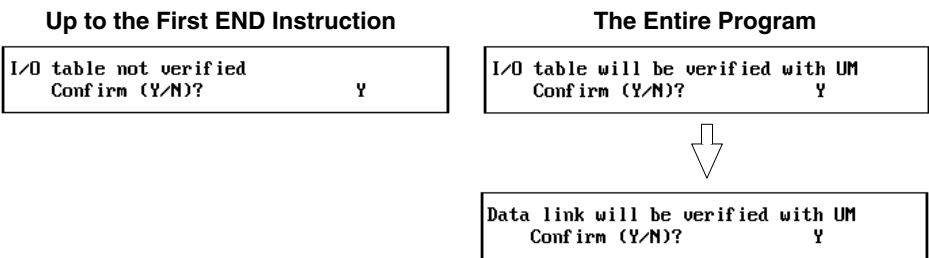 Up to the First END Instruction
I/O table not verified
Confirm (Y/N)? Y
The Entire Program
I/O table will be verified with UM
Confirm (Y/N)? Y
Data link will be verified with UM
Confirm (Y/N)? Y